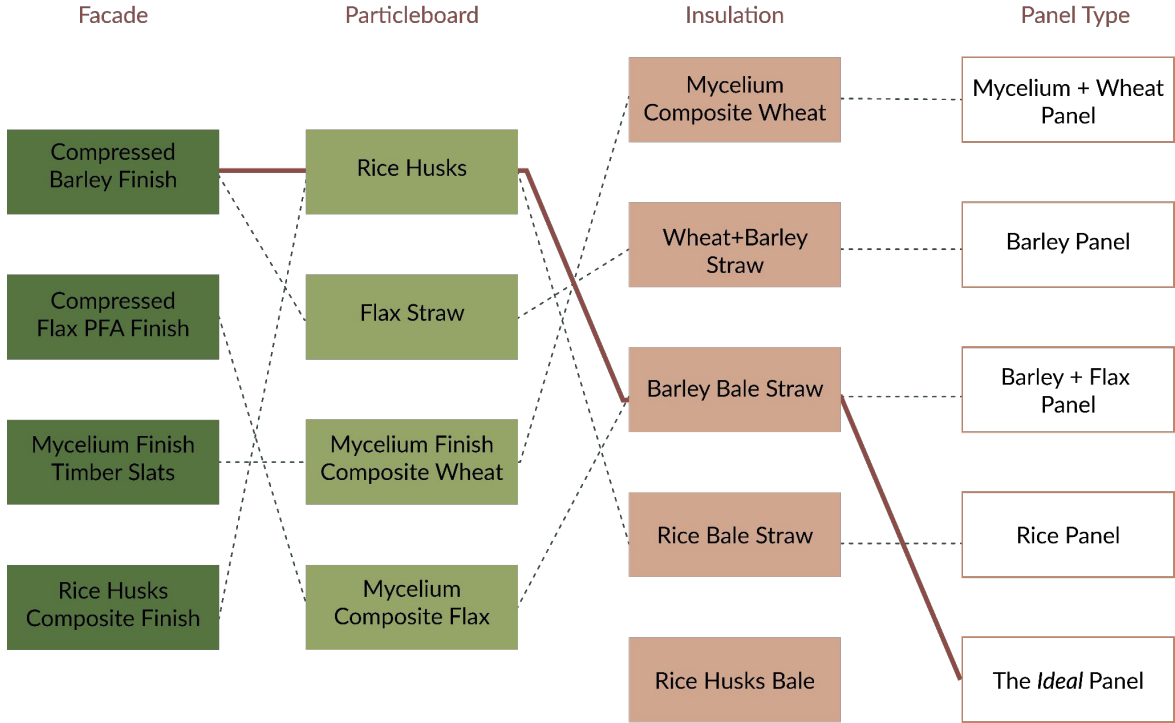 Facade
Particleboard
Insulation
Panel Type
Compressed
Barley Finish
Compressed
Flax PFA Finish
Mycelium Finish
Timber Slats
Rice Husks
Composite Finish
Rice Husks
Flax Straw
Mycelium Finish
Composite Wheat
Mycelium
Composite Flax
Mycelium
Composite Wheat
Wheat+Barley
Straw
Barley Bale Straw
Rice Bale Straw
Rice Husks Bale
Mycelium + Wheat
Panel
Barley Panel
Barley + Flax
Panel
Rice Panel
The Ideal Panel